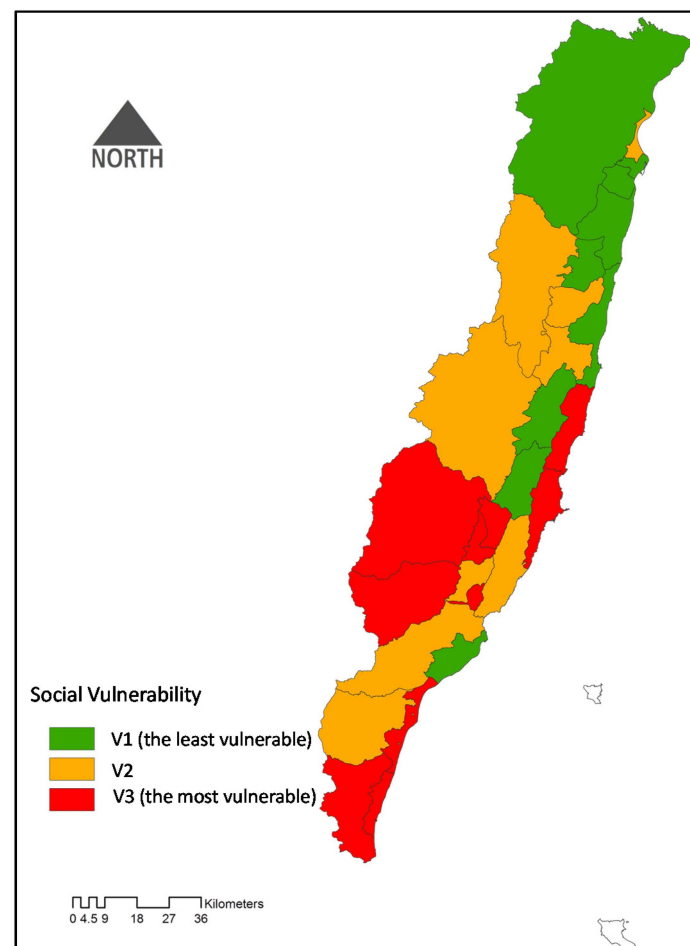 NORTH
Social Vulnerability
V1 (the least vulnerable)
V2
V3 (the most vulnerable)
Kilometers
0 4.5 9 18 27 36